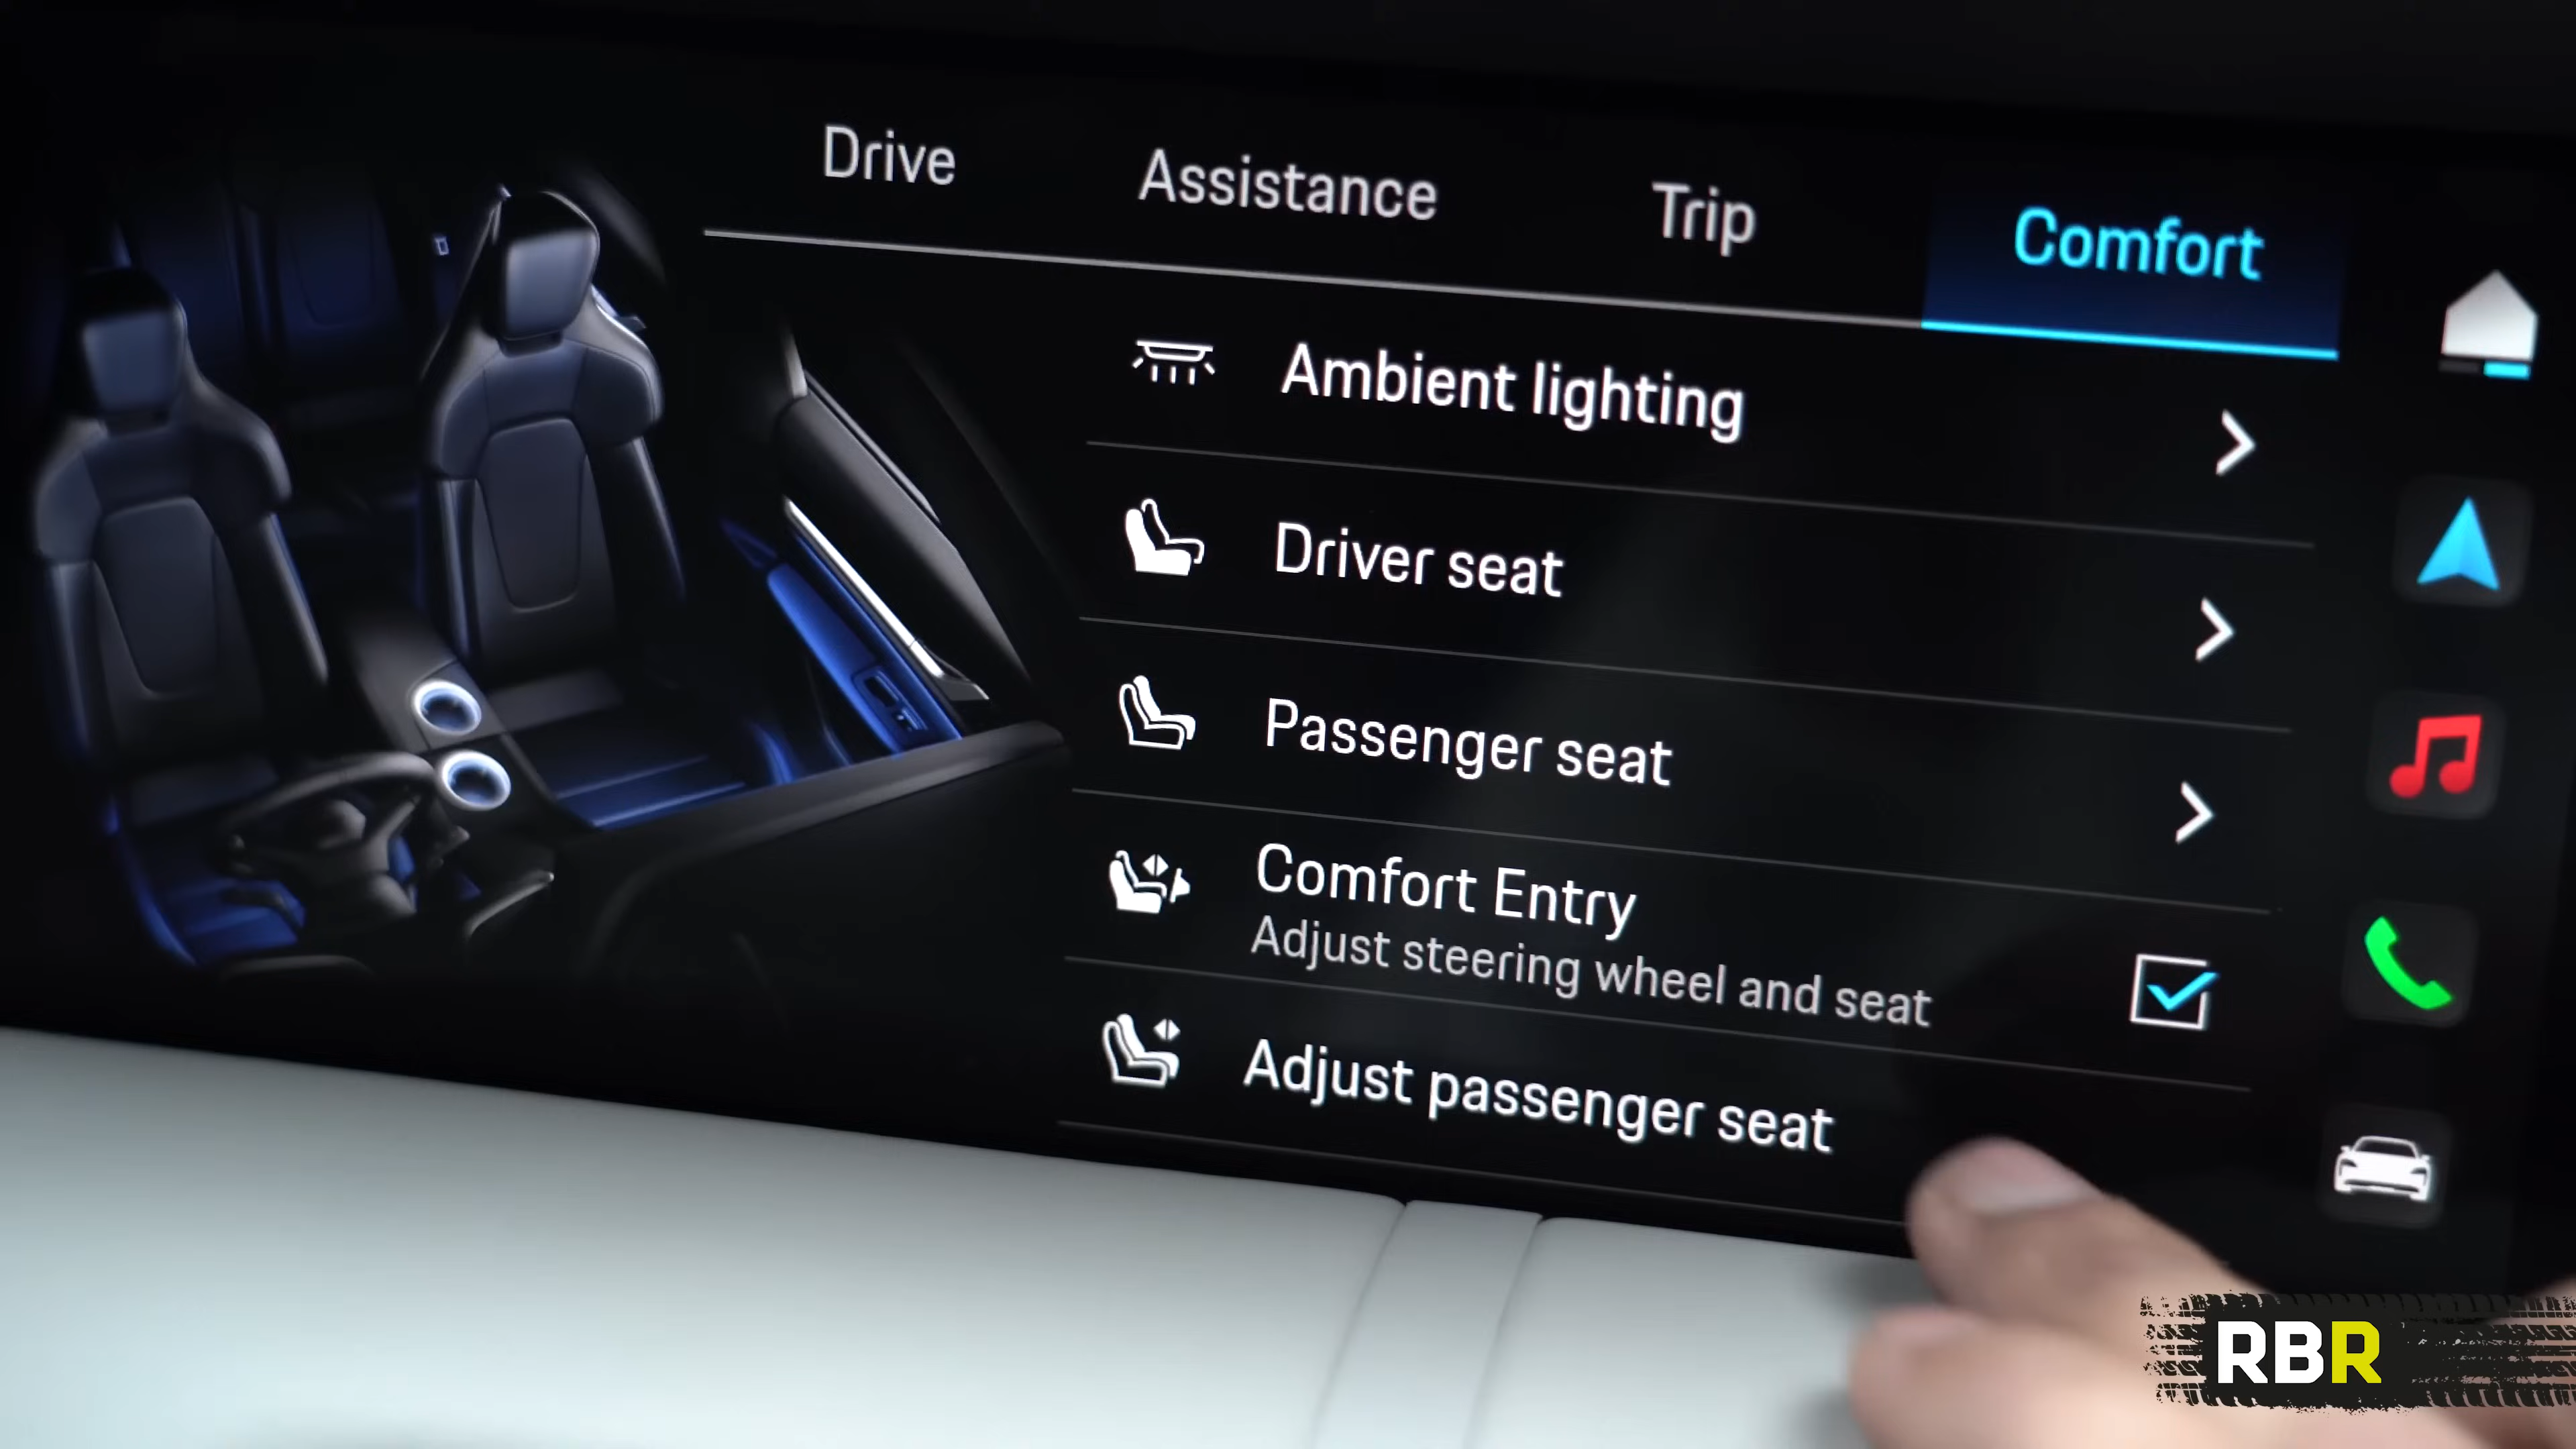 Drive
Assistance
Trip
Comfort
Ambient lighting
Driver seat
Passenger seat
Comfort Entry
Adjust steering wheel and seat
Adjust passenger seat
RBR